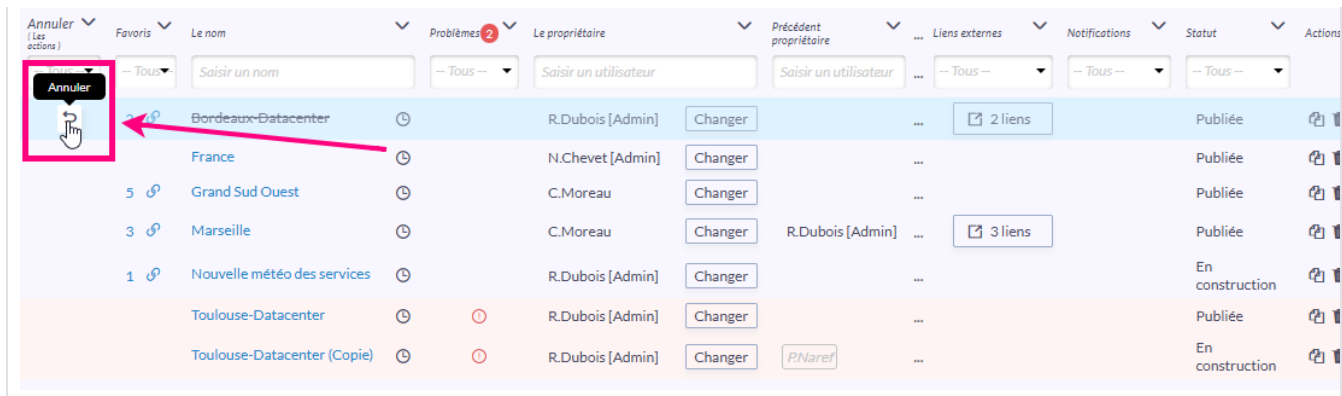 Annuler
( Les
actions )
Favoris
Le nom
Problèmes 2
Le propriétaire
Précédent
propriétaire
...
Liens externes
Notifications
Statut
Actions
-- Tous --
-- Tous --
Saisir un nom
-- Tous --
Saisir un utilisateur
Saisir un utilisateur
...
-- Tous --
-- Tous --
-- Tous --
Annuler
Bordeaux-Datacenter R.Dubois [Admin] Changer ... 2 liens Publiée
France N.Chevet [Admin] Changer ... Publiée
5 Grand Sud Ouest C.Moreau Changer ... Publiée
3 Marseille C.Moreau Changer R.Dubois [Admin] ... 3 liens Publiée
1 Nouvelle météo des services R.Dubois [Admin] Changer ... En
construction
Toulouse-Datacenter R.Dubois [Admin] Changer ... Publiée
Toulouse-Datacenter (Copie) R.Dubois [Admin] Changer P.Naref ... En
construction